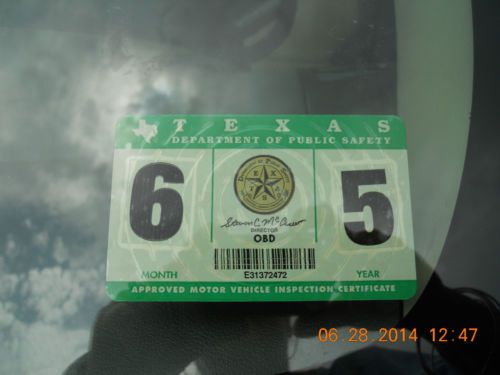 TEXAS
DEPARTMENT OF PUBLIC SAFETY
6
5
DIRECTOR
OBD
E31372472
MONTH
YEAR
APPROVED MOTOR VEHICLE INSPECTION CERTIFICATE
06.28.2014 12:47